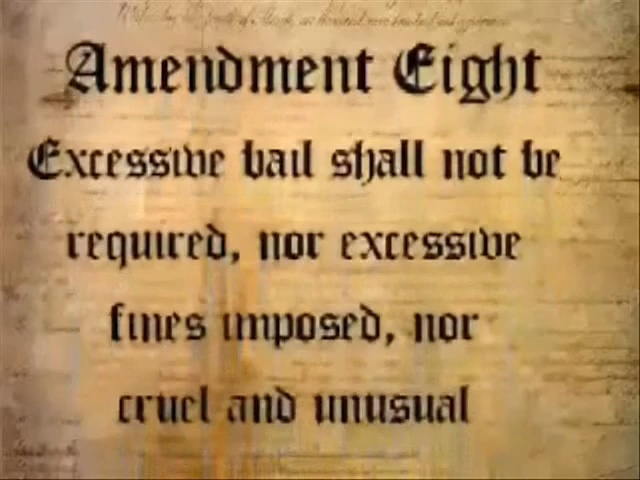 Amendment Eight
Excessive bail shall not be
required, nor excessive
fines imposed, nor
cruel and unusual